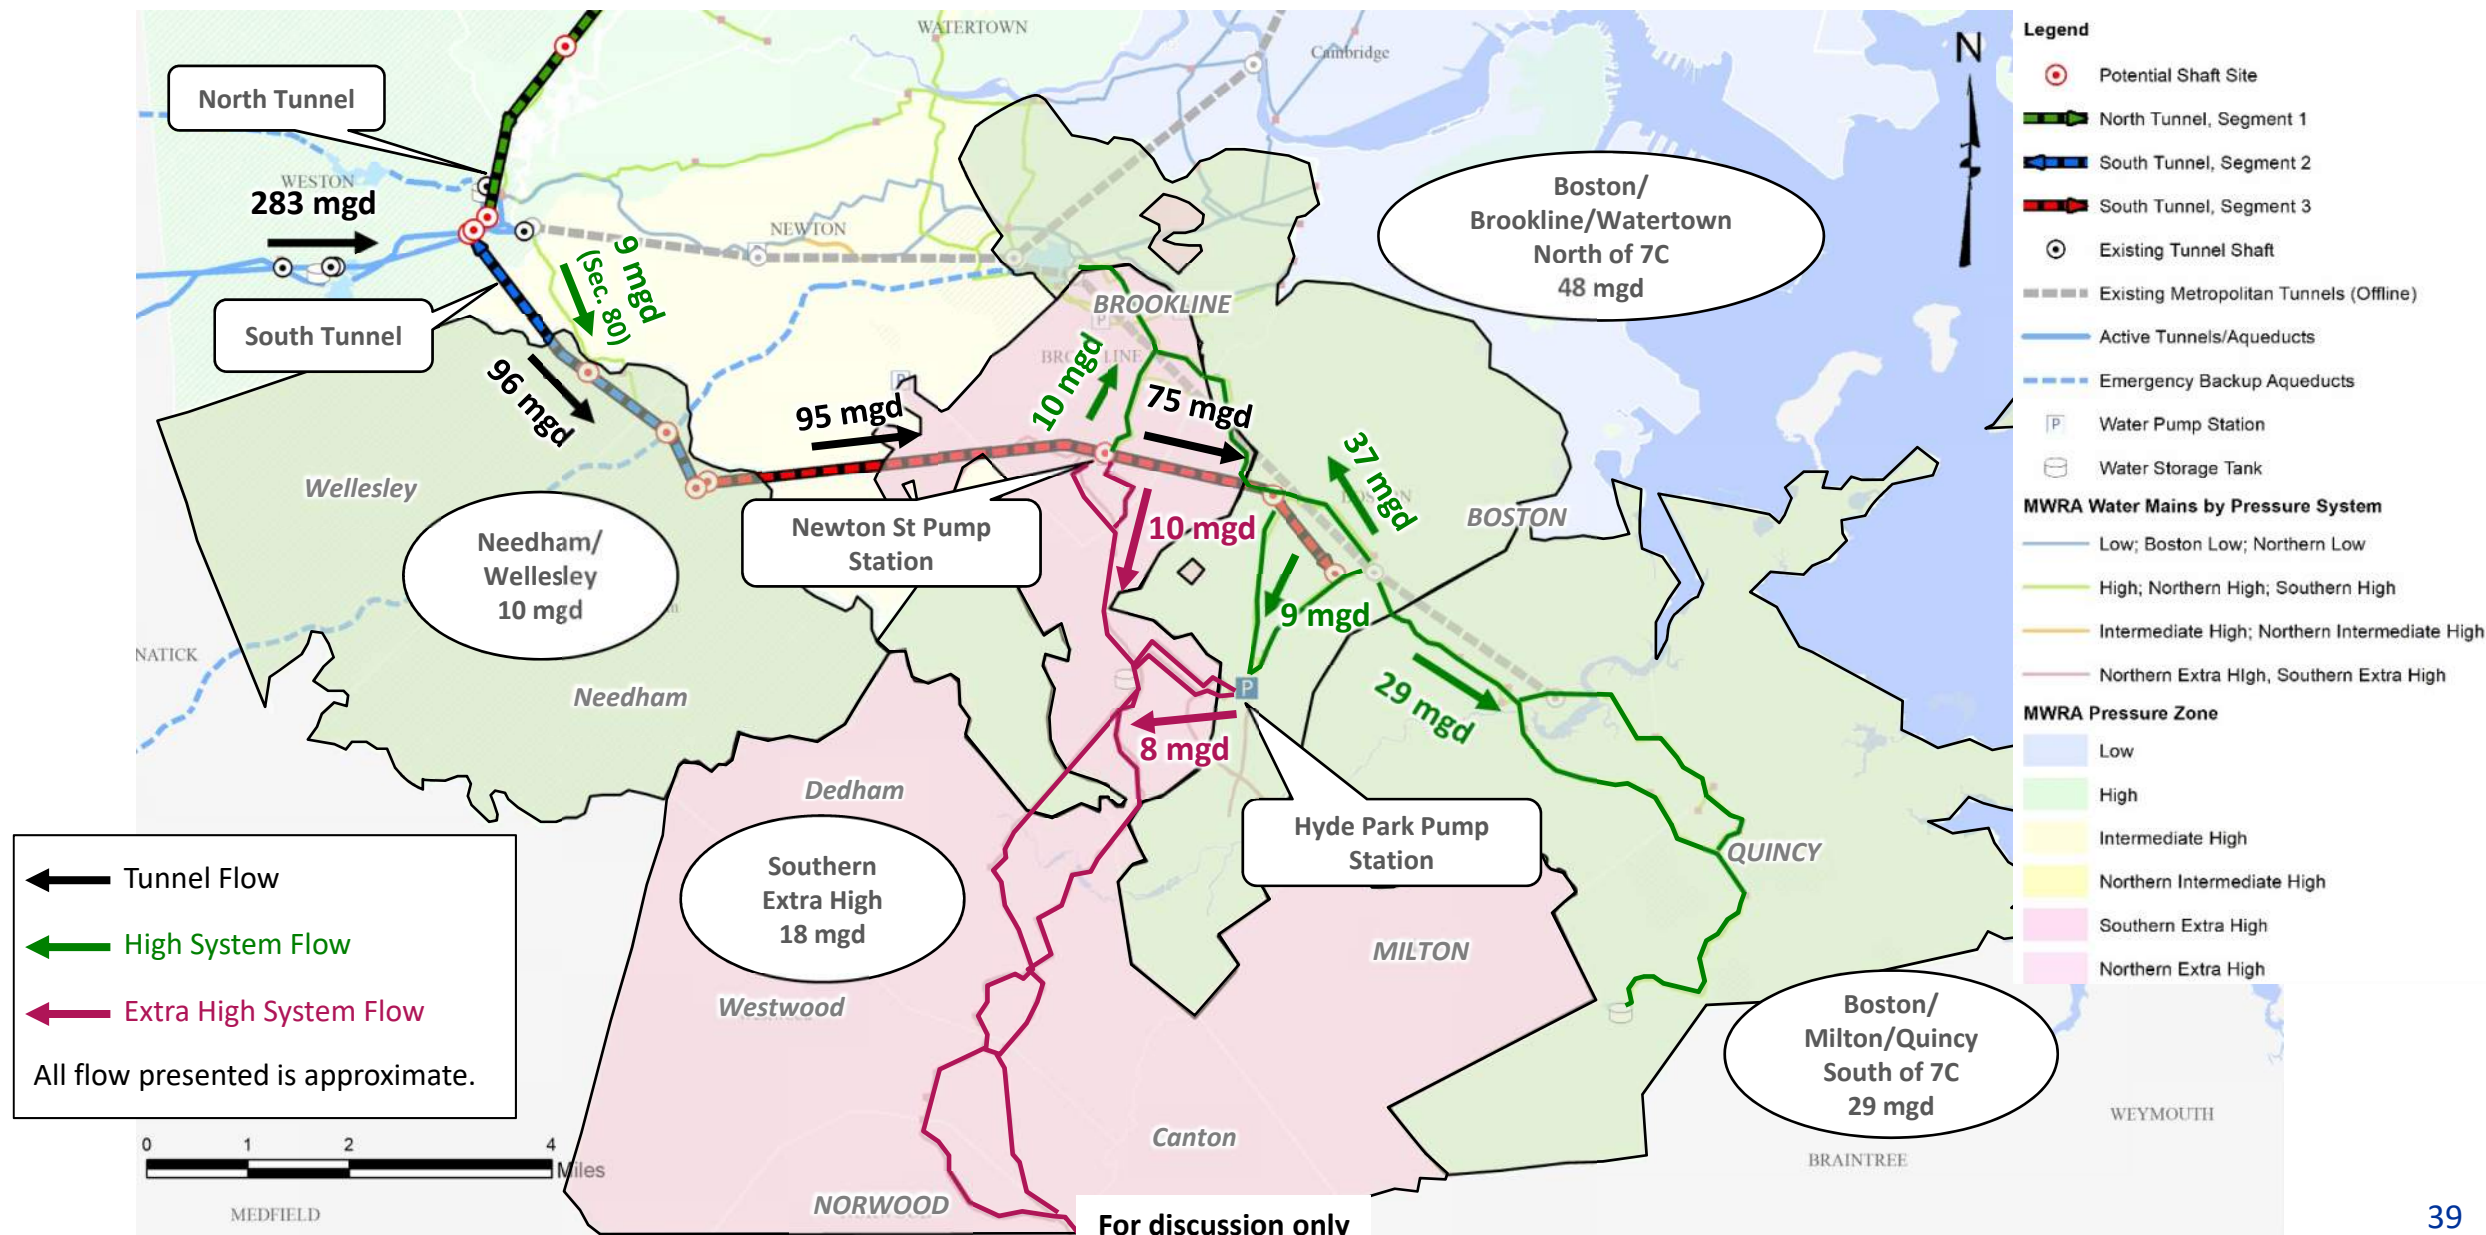 WATERTOWN
Cambridge
North Tunnel
WESTON
283 mgd
NEWTON
9 mgd
(Sec. 80)
South Tunnel
96 mgd
95 mgd
BROOKLINE
10 mgd
75 mgd
37 mgd
BOSTON
Boston/
Brookline/Watertown
North of 7C
48 mgd
N
Wellesley
Needham/
Wellesley
10 mgd
Newton St Pump
Station
10 mgd
9 mgd
29 mgd
8 mgd
P
NATICK
Needham
Dedham
Southern
Extra High
18 mgd
Westwood
Hyde Park Pump
Station
QUINCY
MILTON
Boston/
Milton/Quincy
South of 7C
29 mgd
Canton
NORWOOD
WEYMOUTH
BRAINTREE
MEDFIELD
Tunnel Flow
High System Flow
Extra High System Flow
All flow presented is approximate.
0 1 2 4
Miles
For discussion only
39
Legend
Potential Shaft Site
North Tunnel, Segment 1
South Tunnel, Segment 2
South Tunnel, Segment 3
Existing Tunnel Shaft
Existing Metropolitan Tunnels (Offline)
Active Tunnels/Aqueducts
Emergency Backup Aqueducts
P Water Pump Station
Water Storage Tank
MWRA Water Mains by Pressure System
Low; Boston Low; Northern Low
High; Northern High; Southern High
Intermediate High; Northern Intermediate High
Northern Extra HIgh, Southern Extra High
MWRA Pressure Zone
Low
High
Intermediate High
Northern Intermediate High
Southern Extra High
Northern Extra High